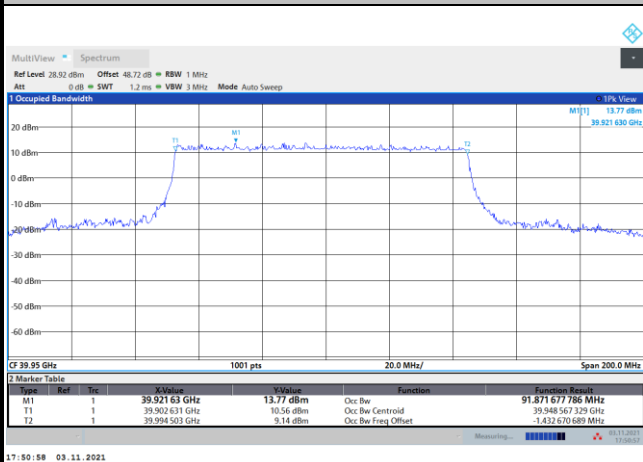 MultiView Spectrum
Ref Level 28.92 dBm Offset 48.72 dB RBW 1 MHz
Att 0 dB SWT 1.2 ms VBW 3 MHz Mode Auto Sweep
1 Occupied Bandwidth 1Pk View
M1[1] 13.77 dBm
39.921 630 GHz
20 dBm
M1
T1
T2
10 dBm
0 dBm
-10 dBm
-20 dBm
-30 dBm
-40 dBm
-50 dBm
-60 dBm
CF 39.95 GHz 1001 pts 20.0 MHz/ Span 200.0 MHz
2 Marker Table
Type Ref Trc X-Value Y-Value Function Function Result
M1 1 39.921 63 GHz 13.77 dBm Occ Bw 91.871 677 786 MHz
T1 1 39.902 631 GHz 10.56 dBm Occ Bw Centroid 39.948 567 329 GHz
T2 1 39.994 503 GHz 9.14 dBm Occ Bw Freq Offset -1.432 670 689 MHz
Measuring... 03.11.2021
17:50:57
17:50:58 03.11.2021